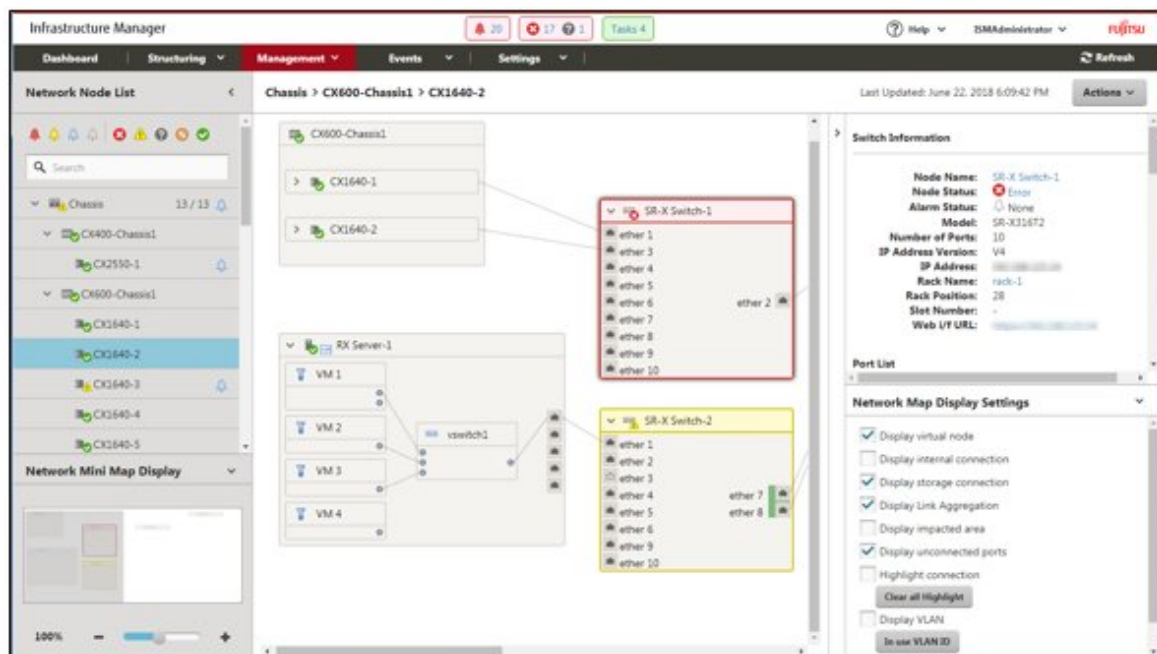 Infrastructure Manager
20
17
1
Tasks 4
Help
ISMAdministrator
FUJITSU
Dashboard
Structuring
Management
Events
Settings
Refresh
Network Node List
Chassis > CX600-Chassis1 > CX1640-2
Last Updated: June 22, 2018 6:09:42 PM
Actions
Search
Chassis
13 / 13
CX400-Chassis1
CX2550-1
CX600-Chassis1
CX1640-1
CX1640-2
CX1640-3
CX1640-4
CX1640-5
Network Mini Map Display
100%
CX600-Chassis1
CX1640-1
CX1640-2
RX Server-1
VM 1
VM 2
VM 3
VM 4
vswitch1
SR-X Switch-1
ether 1
ether 3
ether 4
ether 5
ether 6
ether 7
ether 8
ether 9
ether 10
ether 2
SR-X Switch-2
ether 1
ether 2
ether 3
ether 4
ether 5
ether 6
ether 9
ether 10
ether 7
ether 8
Switch Information
Node Name: SR-X Switch-1
Node Status: Error
Alarm Status: None
Model: SR-X316T2
Number of Ports: 10
IP Address Version: V4
IP Address:
Rack Name: rack-1
Rack Position: 28
Slot Number: -
Web I/f URL:
Port List
Network Map Display Settings
Display virtual node
Display internal connection
Display storage connection
Display Link Aggregation
Display impacted area
Display unconnected ports
Highlight connection
Clear all Highlight
Display VLAN
In use VLAN ID